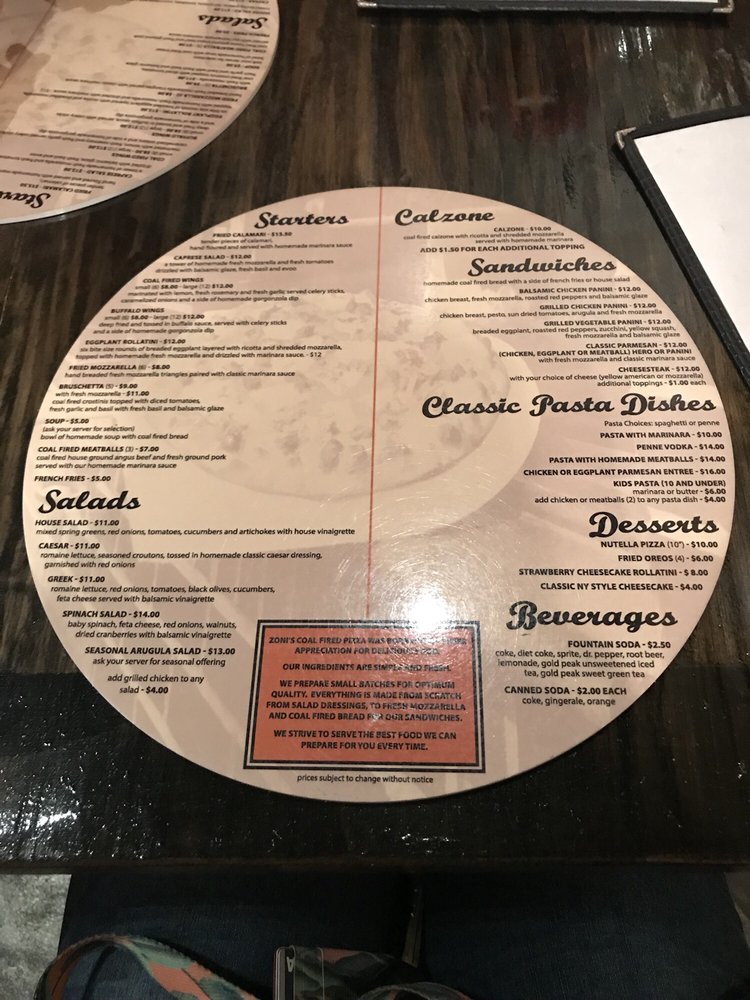 Starters
FRIED CALAMARI - $13.50
tender pieces of calamari,
hand floured and served with homemade marinara sauce
CAPRESE SALAD - $12.00
a tower of homemade fresh mozzarella and fresh tomatoes
drizzled with balsamic glaze, fresh basil and evoo
COAL FIRED WINGS
small (6) $8.00 - large (12) $12.00
marinated with lemon, fresh rosemary and fresh garlic served celery sticks,
caramelized onions and a side of homemade gorgonzola dip
BUFFALO WINGS
small (6) $8.00 - large (12) $12.00
deep fried and tossed in buffalo sauce, served with celery sticks
and a side of homemade gorgonzola dip
EGGPLANT ROLLATINI - $12.00
six bite size rounds of breaded eggplant layered with ricotta and shredded mozzarella,
topped with homemade fresh mozzarella and drizzled with marinara sauce. - $12
FRIED MOZZARELLA (6) - $8.00
hand breaded fresh mozzarella triangles paired with classic marinara sauce
BRUSCHETTA (5) - $9.00
with fresh mozzarella - $11.00
coal fired crostinis topped with diced tomatoes,
fresh garlic and basil with fresh basil and balsamic glaze
SOUP - $5.00
(ask your server for selection)
bowl of homemade soup with coal fired bread
COAL FIRED MEATBALLS (3) - $7.00
coal fired house ground angus beef and fresh ground pork
served with our homemade marinara sauce
FRENCH FRIES - $5.00
Salads
HOUSE SALAD - $11.00
mixed spring greens, red onions, tomatoes, cucumbers and artichokes with house vinaigrette
CAESAR - $11.00
romaine lettuce, seasoned croutons, tossed in homemade classic caesar dressing,
garnished with red onions
GREEK - $11.00
romaine lettuce, red onions, tomatoes, black olives, cucumbers,
feta cheese served with balsamic vinaigrette
SPINACH SALAD - $14.00
baby spinach, feta cheese, red onions, walnuts,
dried cranberries with balsamic vinaigrette
SEASONAL ARUGULA SALAD - $13.00
ask your server for seasonal offering
add grilled chicken to any
salad - $4.00
Calzone
CALZONE - $10.00
coal fired calzone with ricotta and shredded mozzarella
served with homemade marinara
ADD $1.50 FOR EACH ADDITIONAL TOPPING
Sandwiches
homemade coal fired bread with a side of french fries or house salad
BALSAMIC CHICKEN PANINI - $12.00
chicken breast, fresh mozzarella, roasted red peppers and balsamic glaze
GRILLED CHICKEN PANINI - $12.00
chicken breast, pesto, sun dried tomatoes, arugula and fresh mozzarella
GRILLED VEGETABLE PANINI - $12.00
breaded eggplant, roasted red peppers, zucchini, yellow squash,
fresh mozzarella and balsamic glaze
CLASSIC PARMESAN - $12.00
(CHICKEN, EGGPLANT OR MEATBALL) HERO OR PANINI
with fresh mozzarella and classic marinara sauce
CHEESESTEAK - $12.00
with your choice of cheese (yellow american or mozzarella)
additional toppings - $1.00 each
Classic Pasta Dishes
Pasta Choices: spaghetti or penne
PASTA WITH MARINARA - $10.00
PENNE VODKA - $14.00
PASTA WITH HOMEMADE MEATBALLS - $14.00
CHICKEN OR EGGPLANT PARMESAN ENTREE - $16.00
KIDS PASTA (10 AND UNDER)
marinara or butter - $6.00
add chicken or meatballs (2) to any pasta dish - $4.00
Desserts
NUTELLA PIZZA (10") - $10.00
FRIED OREOS (4) - $6.00
STRAWBERRY CHEESECAKE ROLLATINI - $ 8.00
CLASSIC NY STYLE CHEESECAKE - $4.00
Beverages
FOUNTAIN SODA - $2.50
coke, diet coke, sprite, dr. pepper, root beer,
lemonade, gold peak unsweetened iced
tea, gold peak sweet green tea
CANNED SODA - $2.00 EACH
coke, gingerale, orange
ZONI'S COAL FIRED PIZZA WAS BORN
APPRECIATION FOR DELICIOUS FOOD.
OUR INGREDIENTS ARE SIMPLE AND FRESH.
WE PREPARE SMALL BATCHES FOR OPTIMUM
QUALITY. EVERYTHING IS MADE FROM SCRATCH
FROM SALAD DRESSINGS, TO FRESH MOZZARELLA
AND COAL FIRED BREAD FOR OUR SANDWICHES.
WE STRIVE TO SERVE THE BEST FOOD WE CAN
PREPARE FOR YOU EVERY TIME.
prices subject to change without notice
Salads